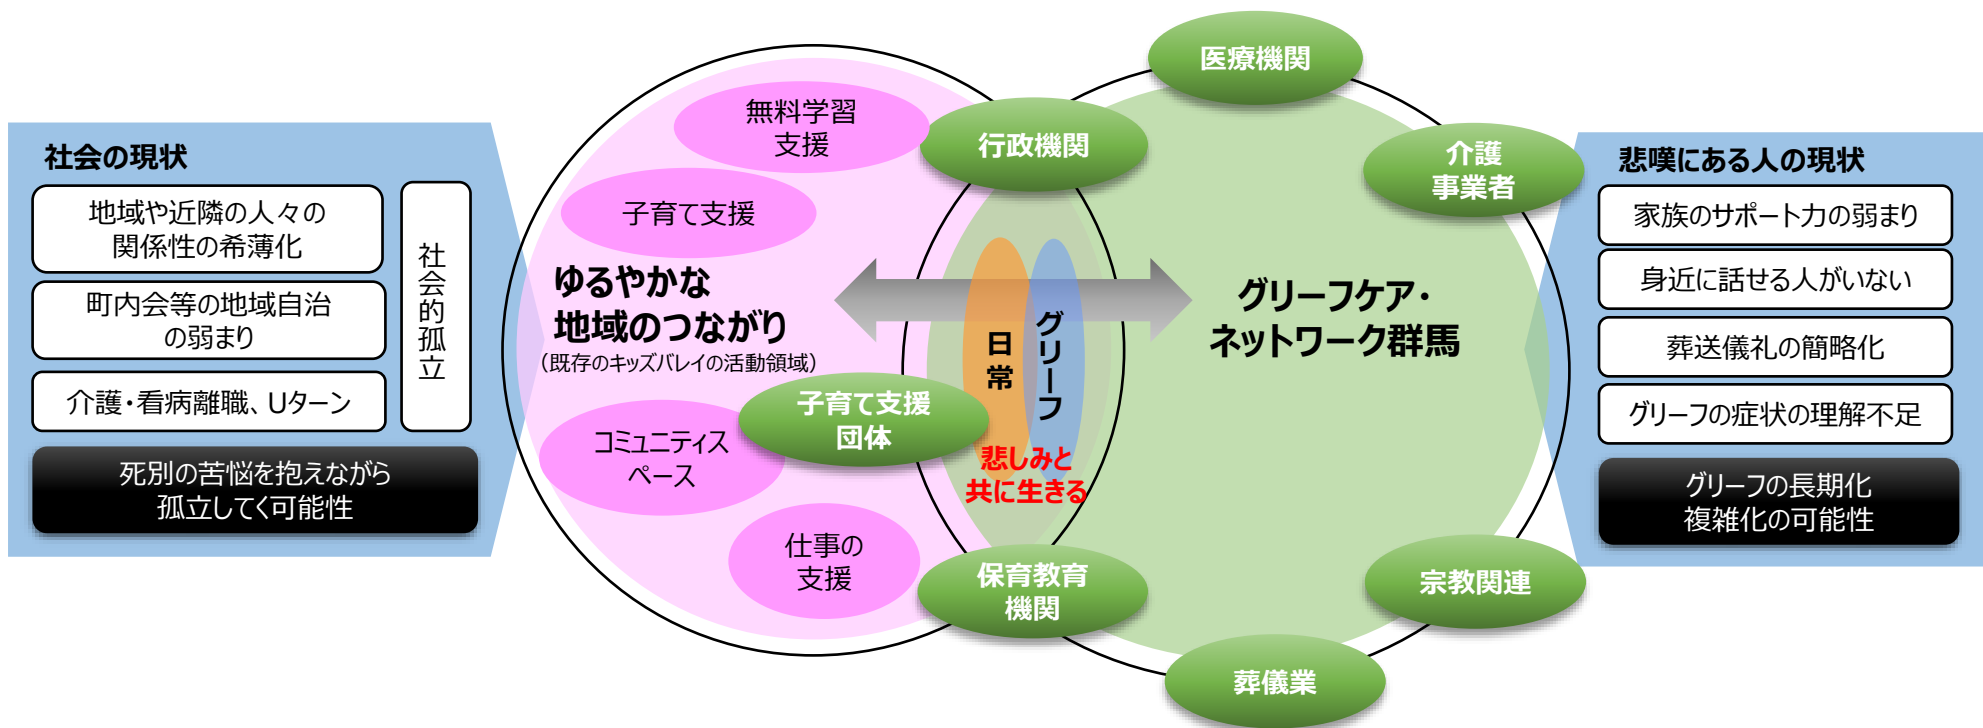 社会の現状
地域や近隣の人々の
関係性の希薄化
町内会等の地域自治
の弱まり
介護・看病離職、Uターン
社会的孤立
死別の苦悩を抱えながら
孤立してく可能性
無料学習
支援
子育て支援
ゆるやかな
地域のつながり
（既存のキッズバレイの活動領域）
コミュニティス
ペース
仕事の
支援
行政機関
子育て支援
団体
保育教育
機関
日常
グリーフ
悲しみと
共に生きる
医療機関
介護
事業者
グリーフケア・
ネットワーク群馬
宗教関連
葬儀業
悲嘆にある人の現状
家族のサポート力の弱まり
身近に話せる人がいない
葬送儀礼の簡略化
グリーフの症状の理解不足
グリーフの長期化
複雑化の可能性